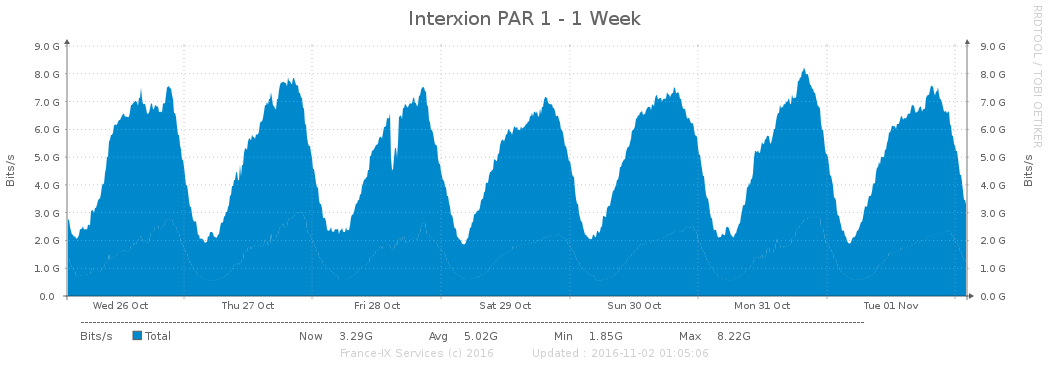 Interxion PAR 1 - 1 Week
RRDTOOL / TOBI OETIKER
9.0 G 9.0 G
8.0 G 8.0 G
7.0 G 7.0 G
6.0 G 6.0 G
5.0 G 5.0 G
4.0 G 4.0 G
3.0 G 3.0 G
2.0 G 2.0 G
1.0 G 1.0 G
0.0 0.0 G
Bits/s
Bits/s
Wed 26 Oct Thu 27 Oct Fri 28 Oct Sat 29 Oct Sun 30 Oct Mon 31 Oct Tue 01 Nov
Bits/s Total Now 3.29G Avg 5.02G Min 1.85G Max 8.22G
France-IX Services (c) 2016 Updated : 2016-11-02 01:05:06